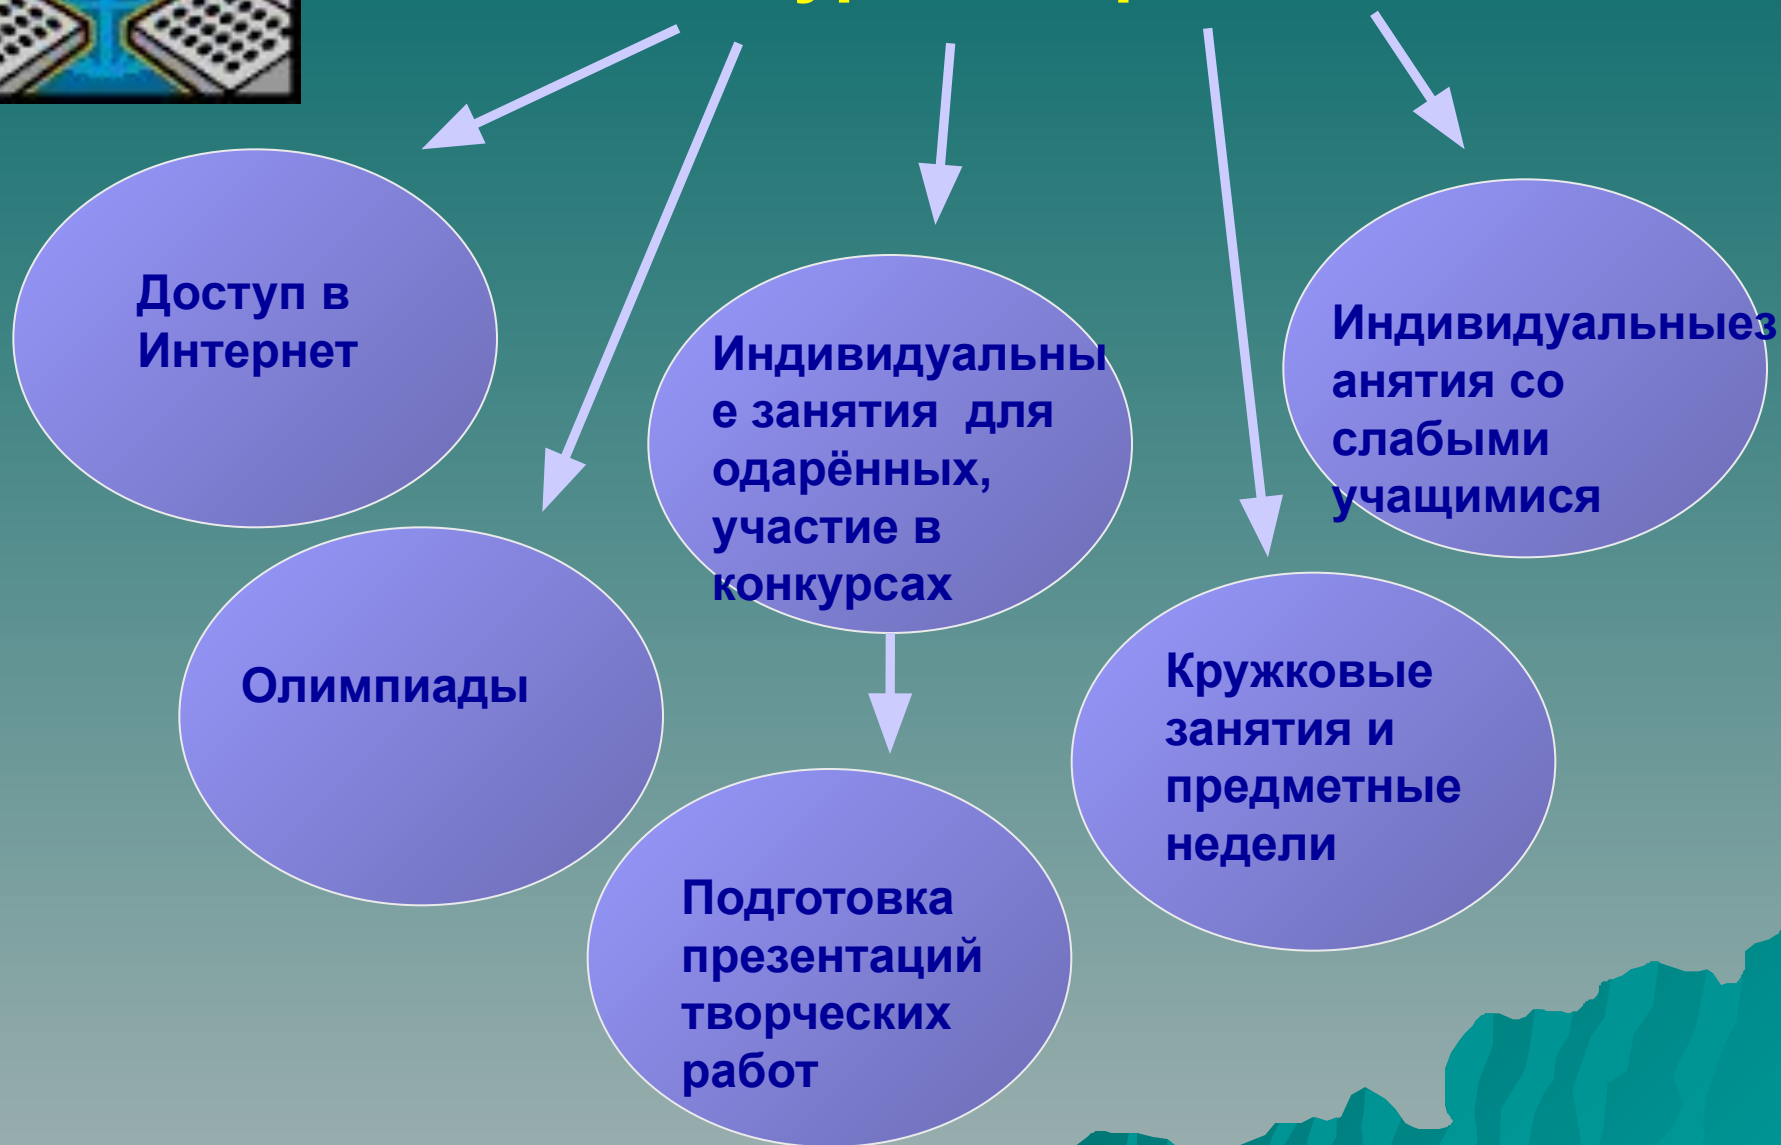 Доступ в
Интернет
Индивидуальны
е занятия  для
одарённых,
участие в
конкурсах
Индивидуальныез
анятия со
слабыми
учащимися
Олимпиады
Кружковые
занятия и
предметные
недели
Подготовка
презентаций
творческих
работ